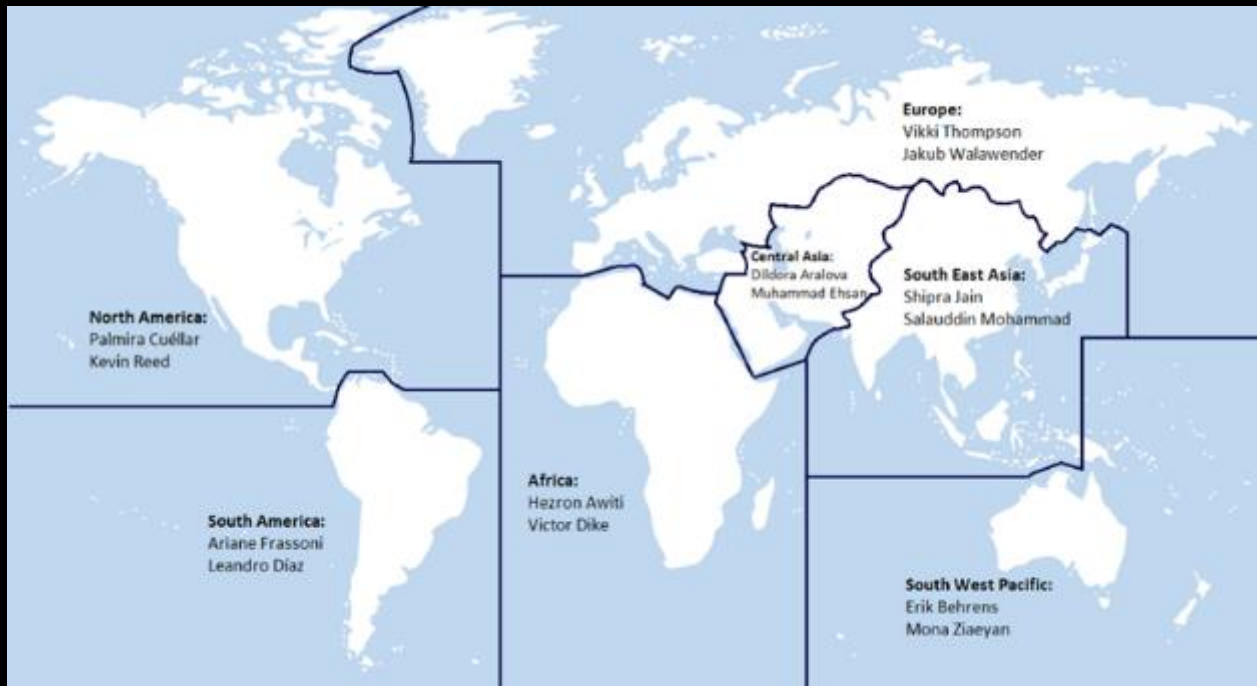 Europe:
Vikki Thompson
Jakub Walawender
Central Asia:
Dildora Aralova
Muhammad Ehsan
South East Asia:
Shipra Jain
Salauddin Mohammad
North America:
Palmira Cuéllar
Kevin Reed
Africa:
Hezron Awiti
Victor Dike
South America:
Ariane Frassoni
Leandro Díaz
South West Pacific:
Erik Behrens
Mona Ziaeyan